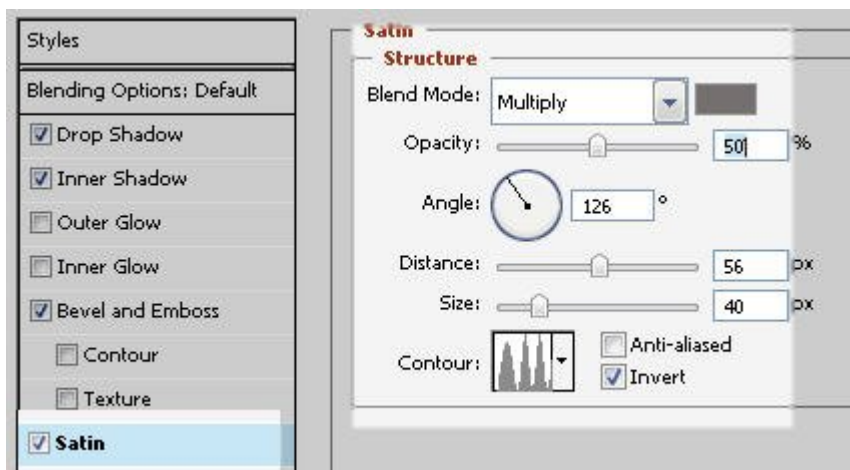 Styles
Blending Options: Default
Drop Shadow
Inner Shadow
Outer Glow
Inner Glow
Bevel and Emboss
Contour
Texture
Satin
Satin
Structure
Blend Mode: Multiply
Opacity: 50 %
Angle: 126 °
Distance: 56 px
Size: 40 px
Contour: Anti-aliased
Invert